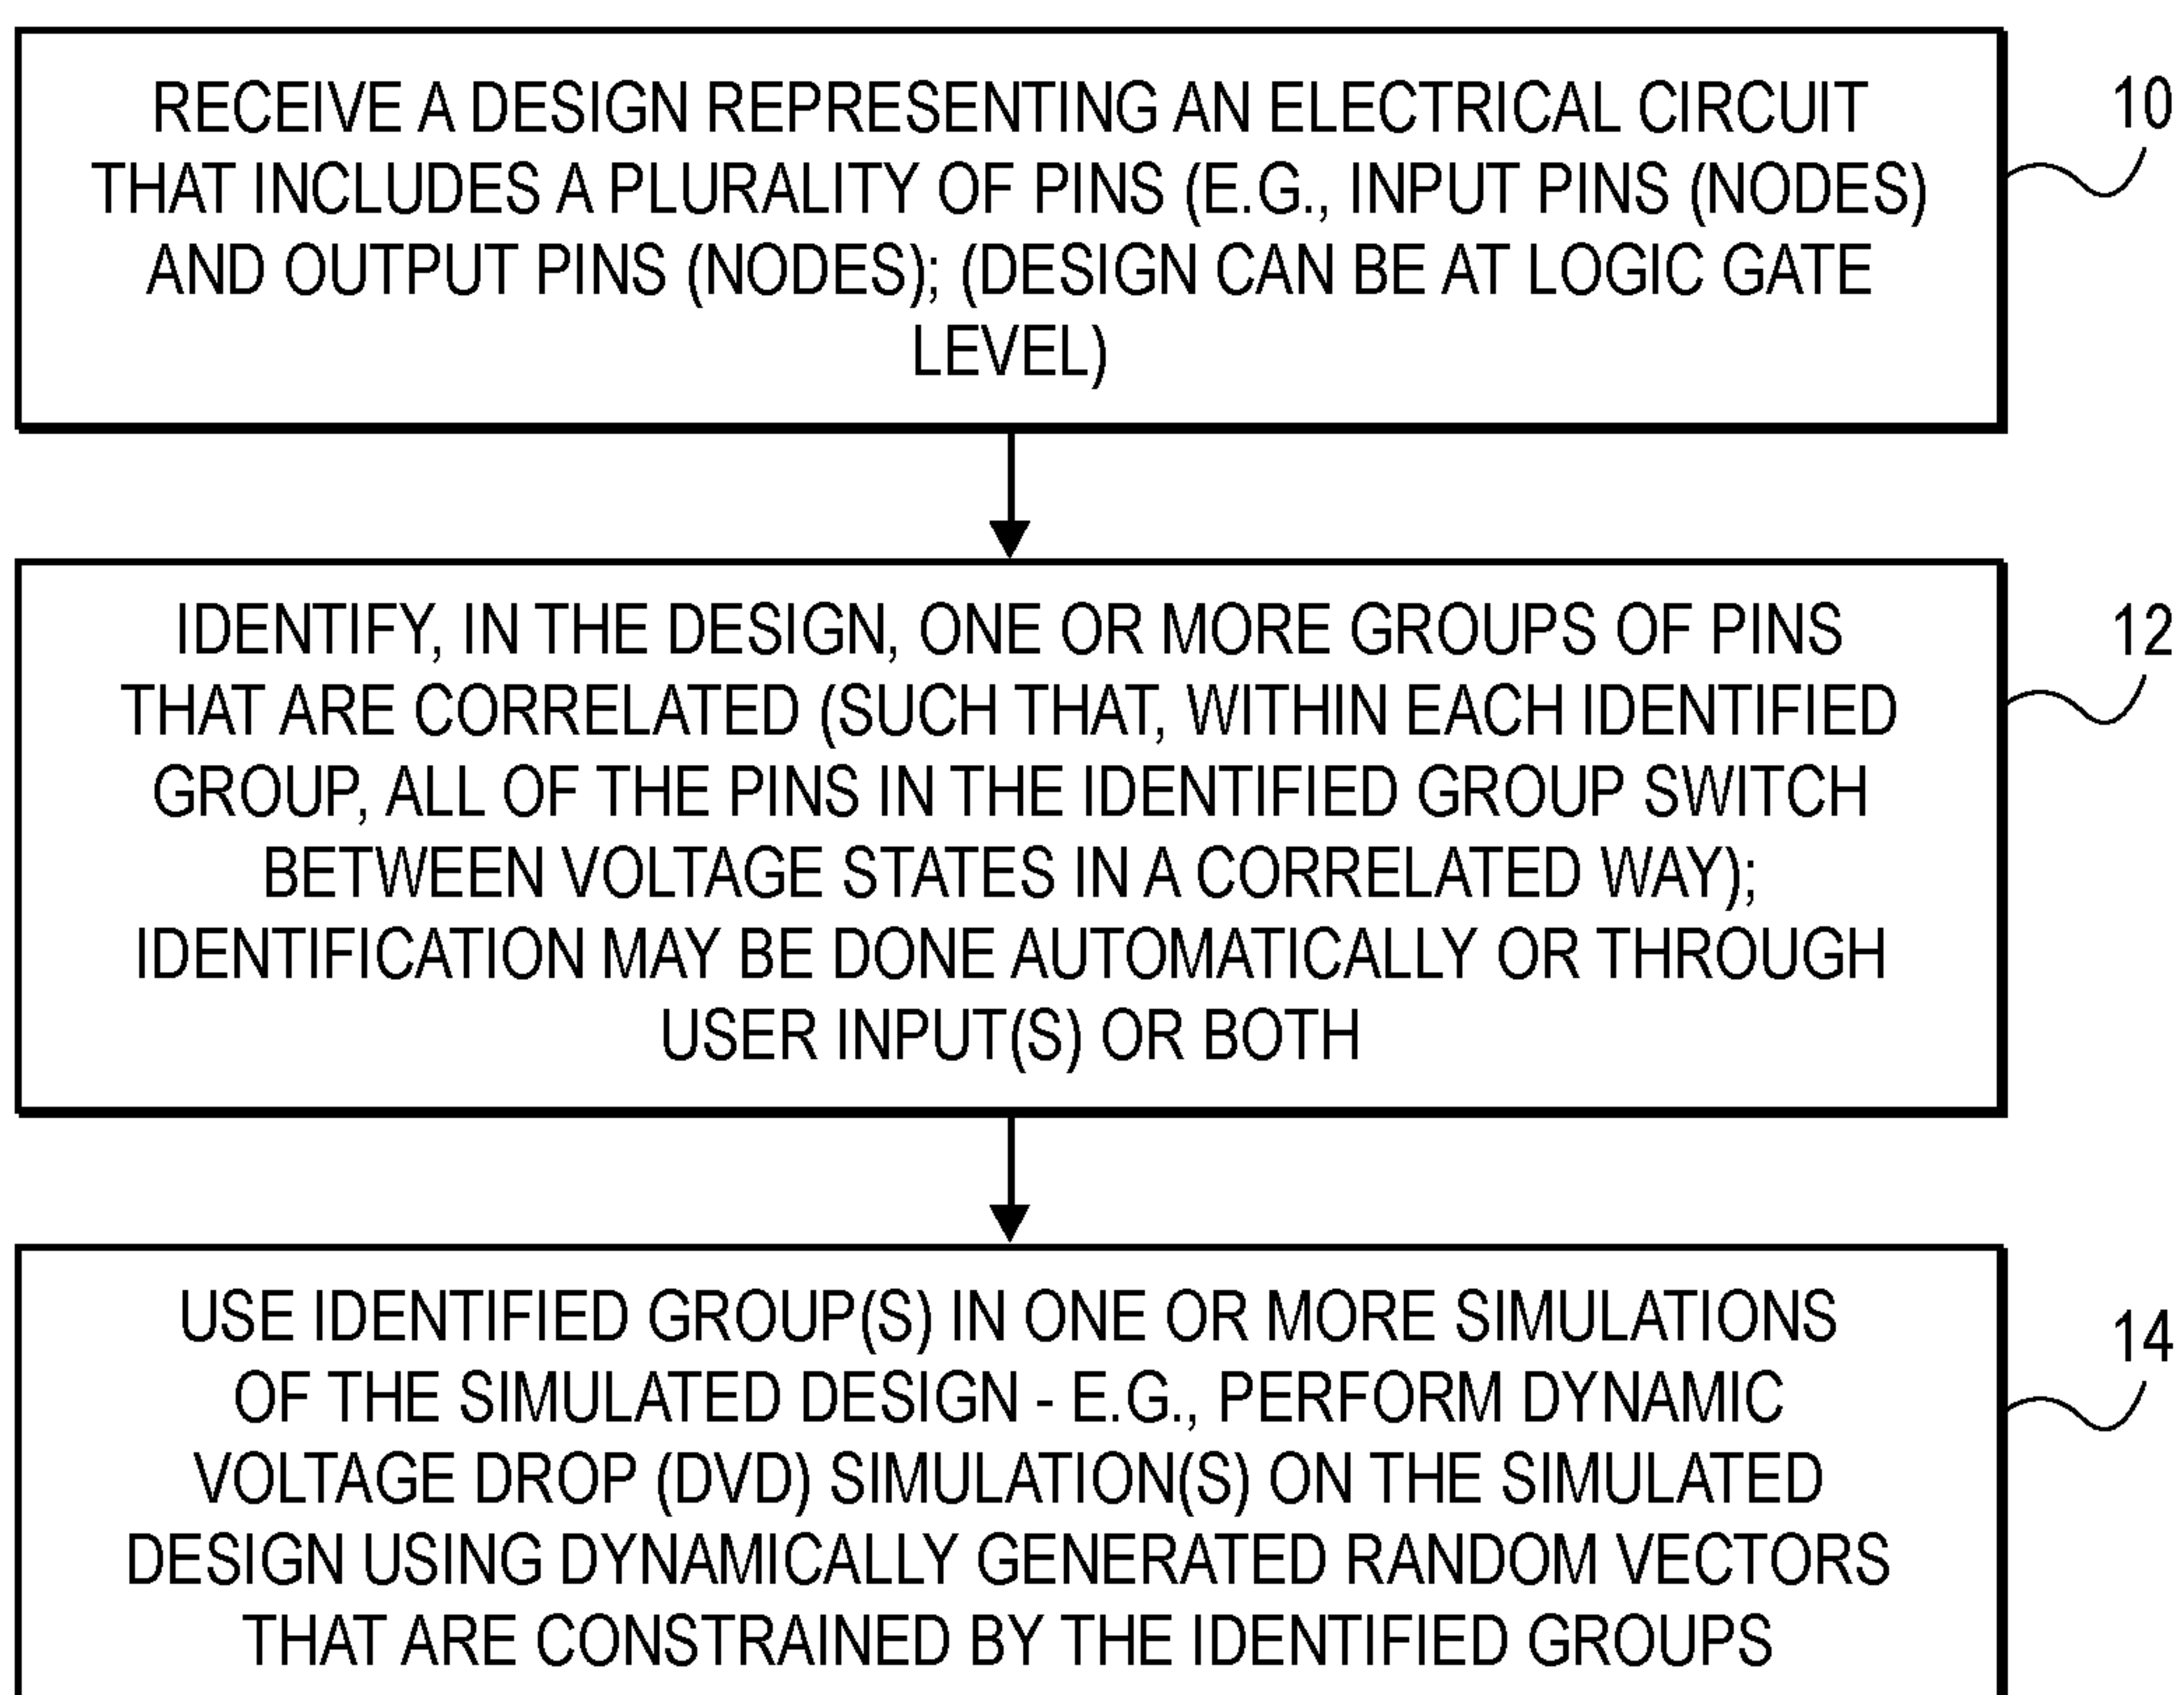 RECEIVE A DESIGN REPRESENTING AN ELECTRICAL CIRCUIT
THAT INCLUDES A PLURALITY OF PINS (E.G., INPUT PINS (NODES)
AND OUTPUT PINS (NODES); (DESIGN CAN BE AT LOGIC GATE
LEVEL)
10
IDENTIFY, IN THE DESIGN, ONE OR MORE GROUPS OF PINS
THAT ARE CORRELATED (SUCH THAT, WITHIN EACH IDENTIFIED
GROUP, ALL OF THE PINS IN THE IDENTIFIED GROUP SWITCH
BETWEEN VOLTAGE STATES IN A CORRELATED WAY);
IDENTIFICATION MAY BE DONE AUTOMATICALLY OR THROUGH
USER INPUT(S) OR BOTH
12
USE IDENTIFIED GROUP(S) IN ONE OR MORE SIMULATIONS
OF THE SIMULATED DESIGN - E.G., PERFORM DYNAMIC
VOLTAGE DROP (DVD) SIMULATION(S) ON THE SIMULATED
DESIGN USING DYNAMICALLY GENERATED RANDOM VECTORS
THAT ARE CONSTRAINED BY THE IDENTIFIED GROUPS
14